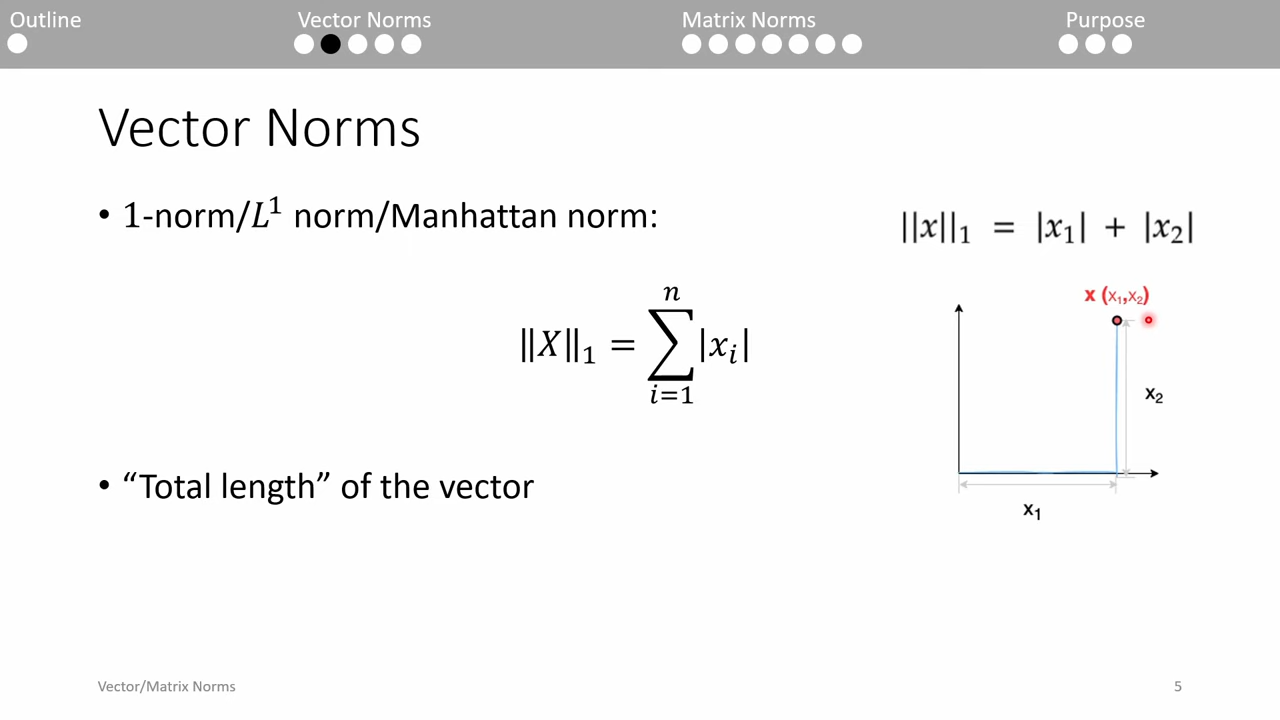 Outline Vector Norms Matrix Norms Purpose
Vector Norms
• 1-norm/𝐿¹ norm/Manhattan norm:
||x||₁ = |x₁| + |x₂|
‖X‖₁ = ∑ᵢ₌₁ⁿ |xᵢ|
x (x₁,x₂)
x₂
x₁
• “Total length” of the vector
Vector/Matrix Norms 5